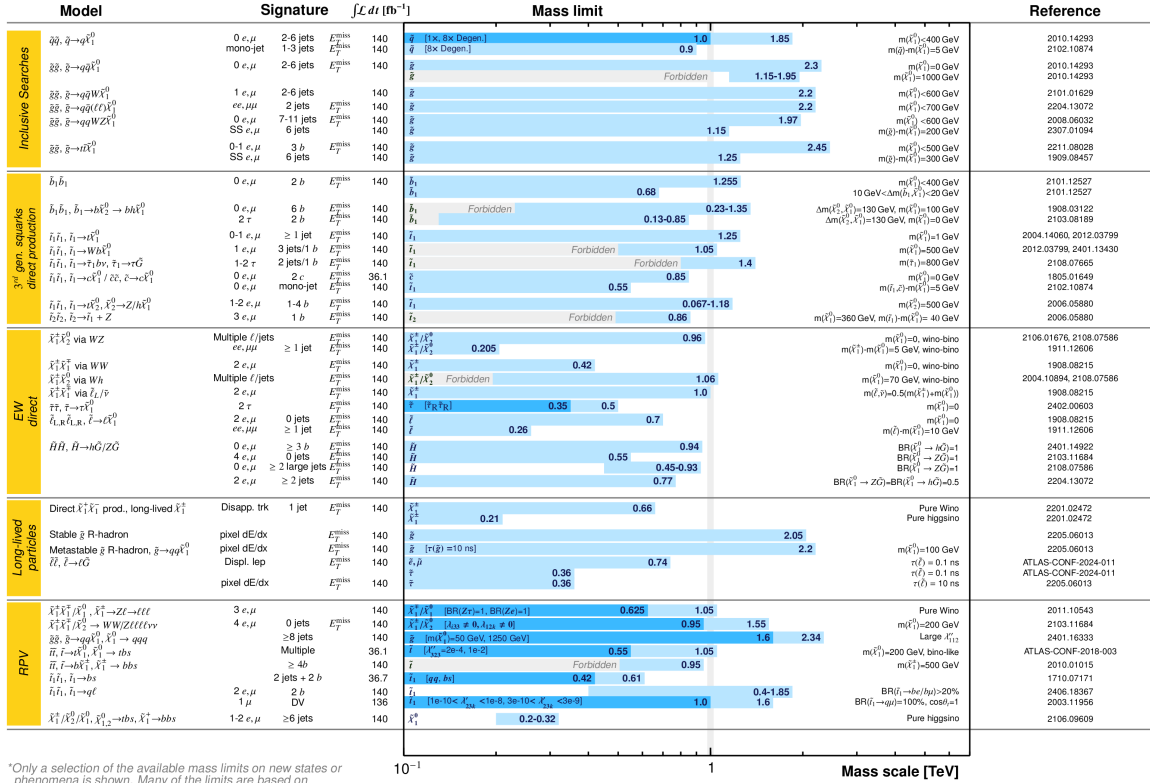 Model Signature ∫ℒ dt [fb⁻¹] Mass limit Reference
Inclusive Searches
q̃q̃, q̃→qχ̃⁰₁ 0 e,μ 2-6 jets E_T^miss 140 q̃ [1×, 8× Degen.] 1.0 1.85 m(χ̃⁰₁)<400 GeV 2010.14293
mono-jet 1-3 jets E_T^miss 140 q̃ [8× Degen.] 0.9 m(q̃)-m(χ̃⁰₁)=5 GeV 2102.10874
g̃g̃, g̃→qq̄χ̃⁰₁ 0 e,μ 2-6 jets E_T^miss 140 g̃ 2.3 m(χ̃⁰₁)=0 GeV 2010.14293
140 g̃ Forbidden 1.15-1.95 m(χ̃⁰₁)=1000 GeV 2010.14293
g̃g̃, g̃→qq̄Wχ̃⁰₁ 1 e,μ 2-6 jets 140 g̃ 2.2 m(χ̃⁰₁)<600 GeV 2101.01629
g̃g̃, g̃→qq̄(ℓℓ)χ̃⁰₁ ee,μμ 2 jets E_T^miss 140 g̃ 2.2 m(χ̃⁰₁)<700 GeV 2204.13072
g̃g̃, g̃→qqWZχ̃⁰₁ 0 e,μ 7-11 jets E_T^miss 140 g̃ 1.97 m(χ̃⁰₁) <600 GeV 2008.06032
SS e,μ 6 jets 140 g̃ 1.15 m(g̃)-m(χ̃⁰₁)=200 GeV 2307.01094
g̃g̃, g̃→tt̄χ̃⁰₁ 0-1 e,μ 3 b E_T^miss 140 g̃ 2.45 m(χ̃⁰₁)<500 GeV 2211.08028
SS e,μ 6 jets 140 g̃ 1.25 m(g̃)-m(χ̃⁰₁)=300 GeV 1909.08457
3rd gen. squarks direct production
b̃₁b̃₁ 0 e,μ 2 b E_T^miss 140 b̃₁ 1.255 m(χ̃⁰₁)<400 GeV 2101.12527
b̃₁ 0.68 10 GeV<Δm(b̃₁,χ̃⁰₁)<20 GeV 2101.12527
b̃₁b̃₁, b̃₁→bχ̃⁰₂ → bhχ̃⁰₁ 0 e,μ 6 b E_T^miss 140 b̃₁ Forbidden 0.23-1.35 Δm(χ̃⁰₂,χ̃⁰₁)=130 GeV, m(χ̃⁰₁)=100 GeV 1908.03122
2 τ 2 b E_T^miss 140 b̃₁ 0.13-0.85 Δm(χ̃⁰₂,χ̃⁰₁)=130 GeV, m(χ̃⁰₁)=0 GeV 2103.08189
t̃₁t̃₁, t̃₁→tχ̃⁰₁ 0-1 e,μ ≥ 1 jet E_T^miss 140 t̃₁ 1.25 m(χ̃⁰₁)=1 GeV 2004.14060, 2012.03799
t̃₁t̃₁, t̃₁→Wbχ̃⁰₁ 1 e,μ 3 jets/1 b E_T^miss 140 t̃₁ Forbidden 1.05 m(χ̃⁰₁)=500 GeV 2012.03799, 2401.13430
t̃₁t̃₁, t̃₁→τ̃₁bν, τ̃₁→τG̃ 1-2 τ 2 jets/1 b E_T^miss 140 t̃₁ Forbidden 1.4 m(τ̃₁)=800 GeV 2108.07665
t̃₁t̃₁, t̃₁→cχ̃⁰₁ / c̃c̃, c̃→cχ̃⁰₁ 0 e,μ 2 c E_T^miss 36.1 c̃ 0.85 m(χ̃⁰₁)=0 GeV 1805.01649
0 e,μ mono-jet E_T^miss 140 t̃₁ 0.55 m(t̃₁,c̃)-m(χ̃⁰₁)=5 GeV 2102.10874
t̃₁t̃₁, t̃₁→tχ̃⁰₂, χ̃⁰₂→Z/hχ̃⁰₁ 1-2 e,μ 1-4 b E_T^miss 140 t̃₁ 0.067-1.18 m(χ̃⁰₂)=500 GeV 2006.05880
t̃₂t̃₂, t̃₂→t̃₁ + Z 3 e,μ 1 b E_T^miss 140 t̃₂ Forbidden 0.86 m(χ̃⁰₁)=360 GeV, m(t̃₁)-m(χ̃⁰₁)= 40 GeV 2006.05880
EW direct
χ̃±₁χ̃⁰₂ via WZ Multiple ℓ/jets E_T^miss 140 χ̃±₁/χ̃⁰₂ 0.96 m(χ̃⁰₁)=0, wino-bino 2106.01676, 2108.07586
ee,μμ ≥ 1 jet E_T^miss 140 χ̃±₁/χ̃⁰₂ 0.205 m(χ̃±₁)-m(χ̃⁰₁)=5 GeV, wino-bino 1911.12606
χ̃±₁χ̃∓₁ via WW 2 e,μ E_T^miss 140 χ̃±₁ 0.42 m(χ̃⁰₁)=0, wino-bino 1908.08215
χ̃±₁χ̃⁰₂ via Wh Multiple ℓ/jets E_T^miss 140 χ̃±₁/χ̃⁰₂ Forbidden 1.06 m(χ̃⁰₁)=70 GeV, wino-bino 2004.10894, 2108.07586
χ̃±₁χ̃∓₁ via ℓ̃_L/ν̃ 2 e,μ E_T^miss 140 χ̃±₁ 1.0 m(ℓ̃,ν̃)=0.5(m(χ̃±₁)+m(χ̃⁰₁)) 1908.08215
τ̃τ̃, τ̃→τχ̃⁰₁ 2 τ E_T^miss 140 τ̃ [τ̃_R τ̃_R] 0.35 0.5 m(χ̃⁰₁)=0 2402.00603
ℓ̃_L,Rℓ̃_L,R, ℓ̃→ℓχ̃⁰₁ 2 e,μ 0 jets E_T^miss 140 ℓ̃ 0.7 m(χ̃⁰₁)=0 1908.08215
ee,μμ ≥ 1 jet E_T^miss 140 ℓ̃ 0.26 m(ℓ̃)-m(χ̃⁰₁)=10 GeV 1911.12606
H̃H̃, H̃→hG̃/ZG̃ 0 e,μ ≥ 3 b E_T^miss 140 H̃ 0.94 BR(χ̃⁰₁ → hG̃)=1 2401.14922
4 e,μ 0 jets E_T^miss 140 H̃ 0.55 BR(χ̃⁰₁ → ZG̃)=1 2103.11684
0 e,μ ≥ 2 large jets E_T^miss 140 H̃ 0.45-0.93 BR(χ̃⁰₁ → ZG̃)=1 2108.07586
2 e,μ ≥ 2 jets E_T^miss 140 H̃ 0.77 BR(χ̃⁰₁ → ZG̃)=BR(χ̃⁰₁ → hG̃)=0.5 2204.13072
Long-lived particles
Direct χ̃⁺₁χ̃⁻₁ prod., long-lived χ̃±₁ Disapp. trk 1 jet E_T^miss 140 χ̃±₁ 0.66 Pure Wino 2201.02472
χ̃±₁ 0.21 Pure higgsino 2201.02472
Stable g̃ R-hadron pixel dE/dx E_T^miss 140 g̃ 2.05 2205.06013
Metastable g̃ R-hadron, g̃→qqχ̃⁰₁ pixel dE/dx E_T^miss 140 g̃ [τ(g̃) =10 ns] 2.2 m(χ̃⁰₁)=100 GeV 2205.06013
ℓ̃ℓ̃, ℓ̃→ℓG̃ Displ. lep E_T^miss 140 ẽ, μ̃ 0.74 τ(ℓ̃) = 0.1 ns ATLAS-CONF-2024-011
τ̃ 0.36 τ(ℓ̃) = 0.1 ns ATLAS-CONF-2024-011
pixel dE/dx E_T^miss 140 τ̃ 0.36 τ(ℓ̃) = 10 ns 2205.06013
RPV
χ̃±₁χ̃∓₁/χ̃⁰₁, χ̃±₁→Zℓ→ℓℓℓ 3 e,μ 140 χ̃∓₁/χ̃⁰₁ [BR(Zτ)=1, BR(Ze)=1] 0.625 1.05 Pure Wino 2011.10543
χ̃±₁χ̃∓₁/χ̃⁰₂ → WW/Zℓℓℓℓνν 4 e,μ 0 jets E_T^miss 140 χ̃±₁/χ̃⁰₂ [λ_i33 ≠ 0, λ_12k ≠ 0] 0.95 1.55 m(χ̃⁰₁)=200 GeV 2103.11684
g̃g̃, g̃→qqχ̃⁰₁, χ̃⁰₁ → qqq ≥8 jets 140 g̃ [m(χ̃⁰₁)=50 GeV, 1250 GeV] 1.6 2.34 Large λ″₁₁₂ 2401.16333
t̃t̃, t̃→tχ̃⁰₁, χ̃⁰₁ → tbs Multiple 36.1 t̃ [λ″₃₂₃=2e-4, 1e-2] 0.55 1.05 m(χ̃⁰₁)=200 GeV, bino-like ATLAS-CONF-2018-003
t̃t̃, t̃→bχ̃±₁, χ̃±₁ → bbs ≥ 4b 140 t̃ Forbidden 0.95 m(χ̃±₁)=500 GeV 2010.01015
t̃₁t̃₁, t̃₁→bs 2 jets + 2 b 36.7 t̃₁ [qq, bs] 0.42 0.61 1710.07171
t̃₁t̃₁, t̃₁→qℓ 2 e,μ 2 b 140 t̃₁ 0.4-1.85 BR(t̃₁→be/bμ)>20% 2406.18367
1 μ DV 136 t̃₁ [1e-10< λ′₂₃ₖ <1e-8, 3e-10< λ′₂₃ₖ <3e-9] 1.0 1.6 BR(t̃₁→qμ)=100%, cosθₜ=1 2003.11956
χ̃±₁/χ̃⁰₂/χ̃⁰₁, χ̃⁰₁,₂→tbs, χ̃⁺₁→bbs 1-2 e,μ ≥6 jets 140 χ̃⁰₁ 0.2-0.32 Pure higgsino 2106.09609
10⁻¹ 1 Mass scale [TeV]
*Only a selection of the available mass limits on new states or
phenomena is shown. Many of the limits are based on